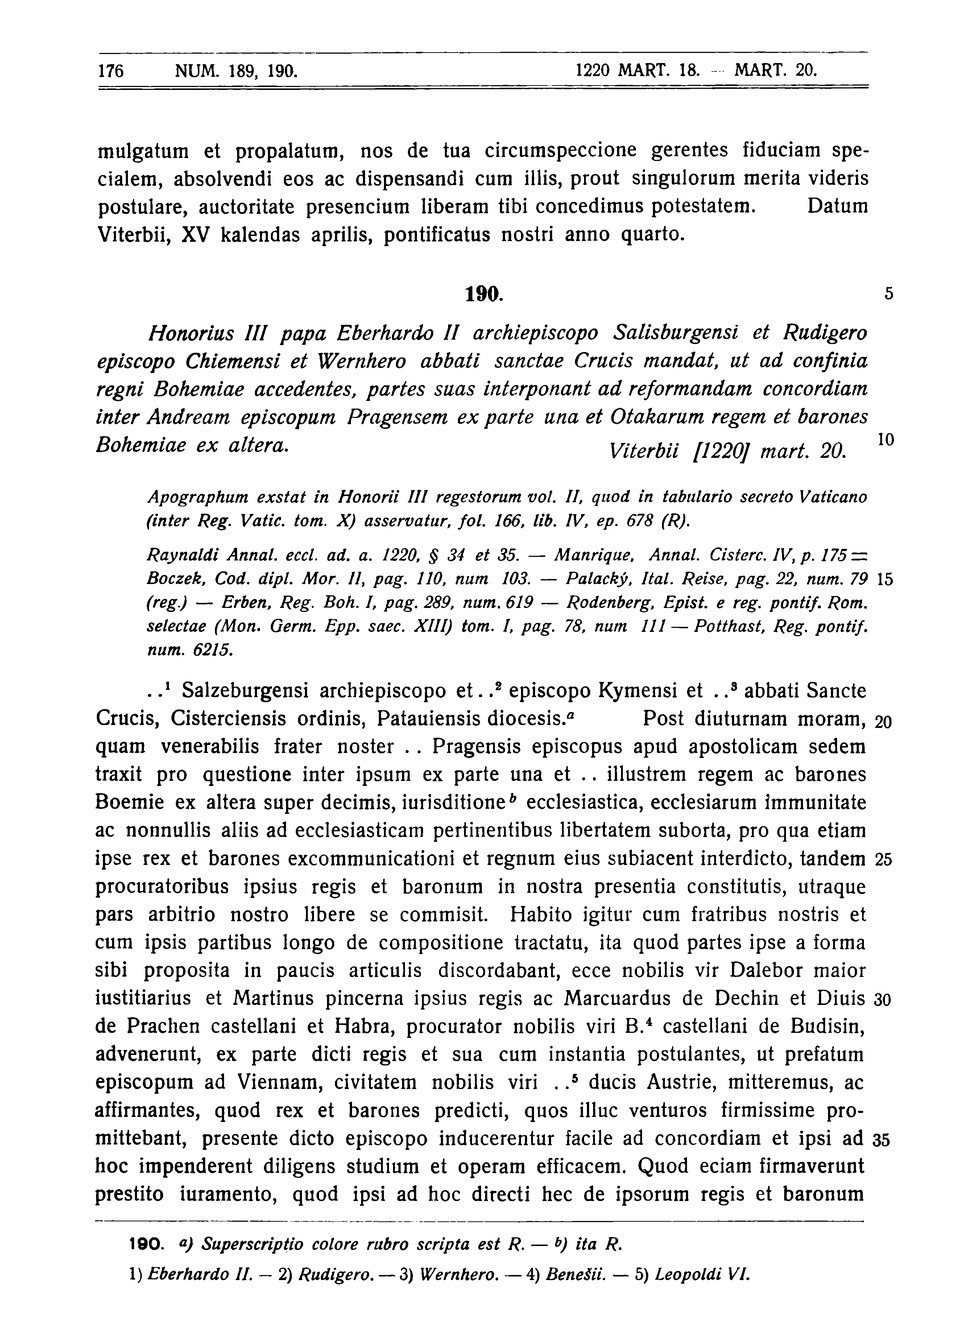 176 NUM. 189, 190. 1220 MART. 18. — MART. 20.
mulgatum et propalatum, nos de tua circumspeccione gerentes fiduciam spe-
cialem, absolvendi eos ac dispensandi cum illis, prout singulorum merita videris
postulare, auctoritate presencium liberam tibi concedimus potestatem. Datum
Viterbii, XV kalendas aprilis, pontificatus nostri anno quarto.
190. 5
Honorius III papa Eberhardo II archiepiscopo Salisburgensi et Rudigero
episcopo Chiemensi et Wernhero abbati sanctae Crucis mandat, ut ad confinia
regni Bohemiae accedentes, partes suas interponant ad reformandam concordiam
inter Andream episcopum Pragensem ex parte una et Otakarum regem et barones
Bohemiae ex altera. Viterbii [1220] mart. 20. 10
Apographum exstat in Honorii III regestorum vol. II, quod in tabulario secreto Vaticano
(inter Reg. Vatic. tom. X) asservatur, fol. 166, lib. IV, ep. 678 (R).
Raynaldi Annal. eccl. ad. a. 1220, § 34 et 35. — Manrique, Annal. Cisterc. IV, p. 175 =
Boczek, Cod. dipl. Mor. II, pag. 110, num 103. — Palacký, Ital. Reise, pag. 22, num. 79 15
(reg.) — Erben, Reg. Boh. I, pag. 289, num. 619 — Rodenberg, Epist. e reg. pontif. Rom.
selectae (Mon. Germ. Epp. saec. XIII) tom. I, pag. 78, num 111 — Potthast, Reg. pontif.
num. 6215.
. .¹ Salzeburgensi archiepiscopo et . .² episcopo Kymensi et . .³ abbati Sancte
Crucis, Cisterciensis ordinis, Patauiensis diocesis.ᵃ Post diuturnam moram, 20
quam venerabilis frater noster . . Pragensis episcopus apud apostolicam sedem
traxit pro questione inter ipsum ex parte una et . . illustrem regem ac barones
Boemie ex altera super decimis, iurisditioneᵇ ecclesiastica, ecclesiarum immunitate
ac nonnullis aliis ad ecclesiasticam pertinentibus libertatem suborta, pro qua etiam
ipse rex et barones excommunicationi et regnum eius subiacent interdicto, tandem 25
procuratoribus ipsius regis et baronum in nostra presentia constitutis, utraque
pars arbitrio nostro libere se commisit. Habito igitur cum fratribus nostris et
cum ipsis partibus longo de compositione tractatu, ita quod partes ipse a forma
sibi proposita in paucis articulis discordabant, ecce nobilis vir Dalebor maior
iustitiarius et Martinus pincerna ipsius regis ac Marcuardus de Dechin et Diuis 30
de Prachen castellani et Habra, procurator nobilis viri B.⁴ castellani de Budisin,
advenerunt, ex parte dicti regis et sua cum instantia postulantes, ut prefatum
episcopum ad Viennam, civitatem nobilis viri . .⁵ ducis Austrie, mitteremus, ac
affirmantes, quod rex et barones predicti, quos illuc venturos firmissime pro-
mittebant, presente dicto episcopo inducerentur facile ad concordiam et ipsi ad 35
hoc impenderent diligens studium et operam efficacem. Quod eciam firmaverunt
prestito iuramento, quod ipsi ad hoc directi hec de ipsorum regis et baronum
190. a) Superscriptio colore rubro scripta est R. — b) ita R.
1) Eberhardo II. — 2) Rudigero. — 3) Wernhero. — 4) Benešii. — 5) Leopoldi VI.